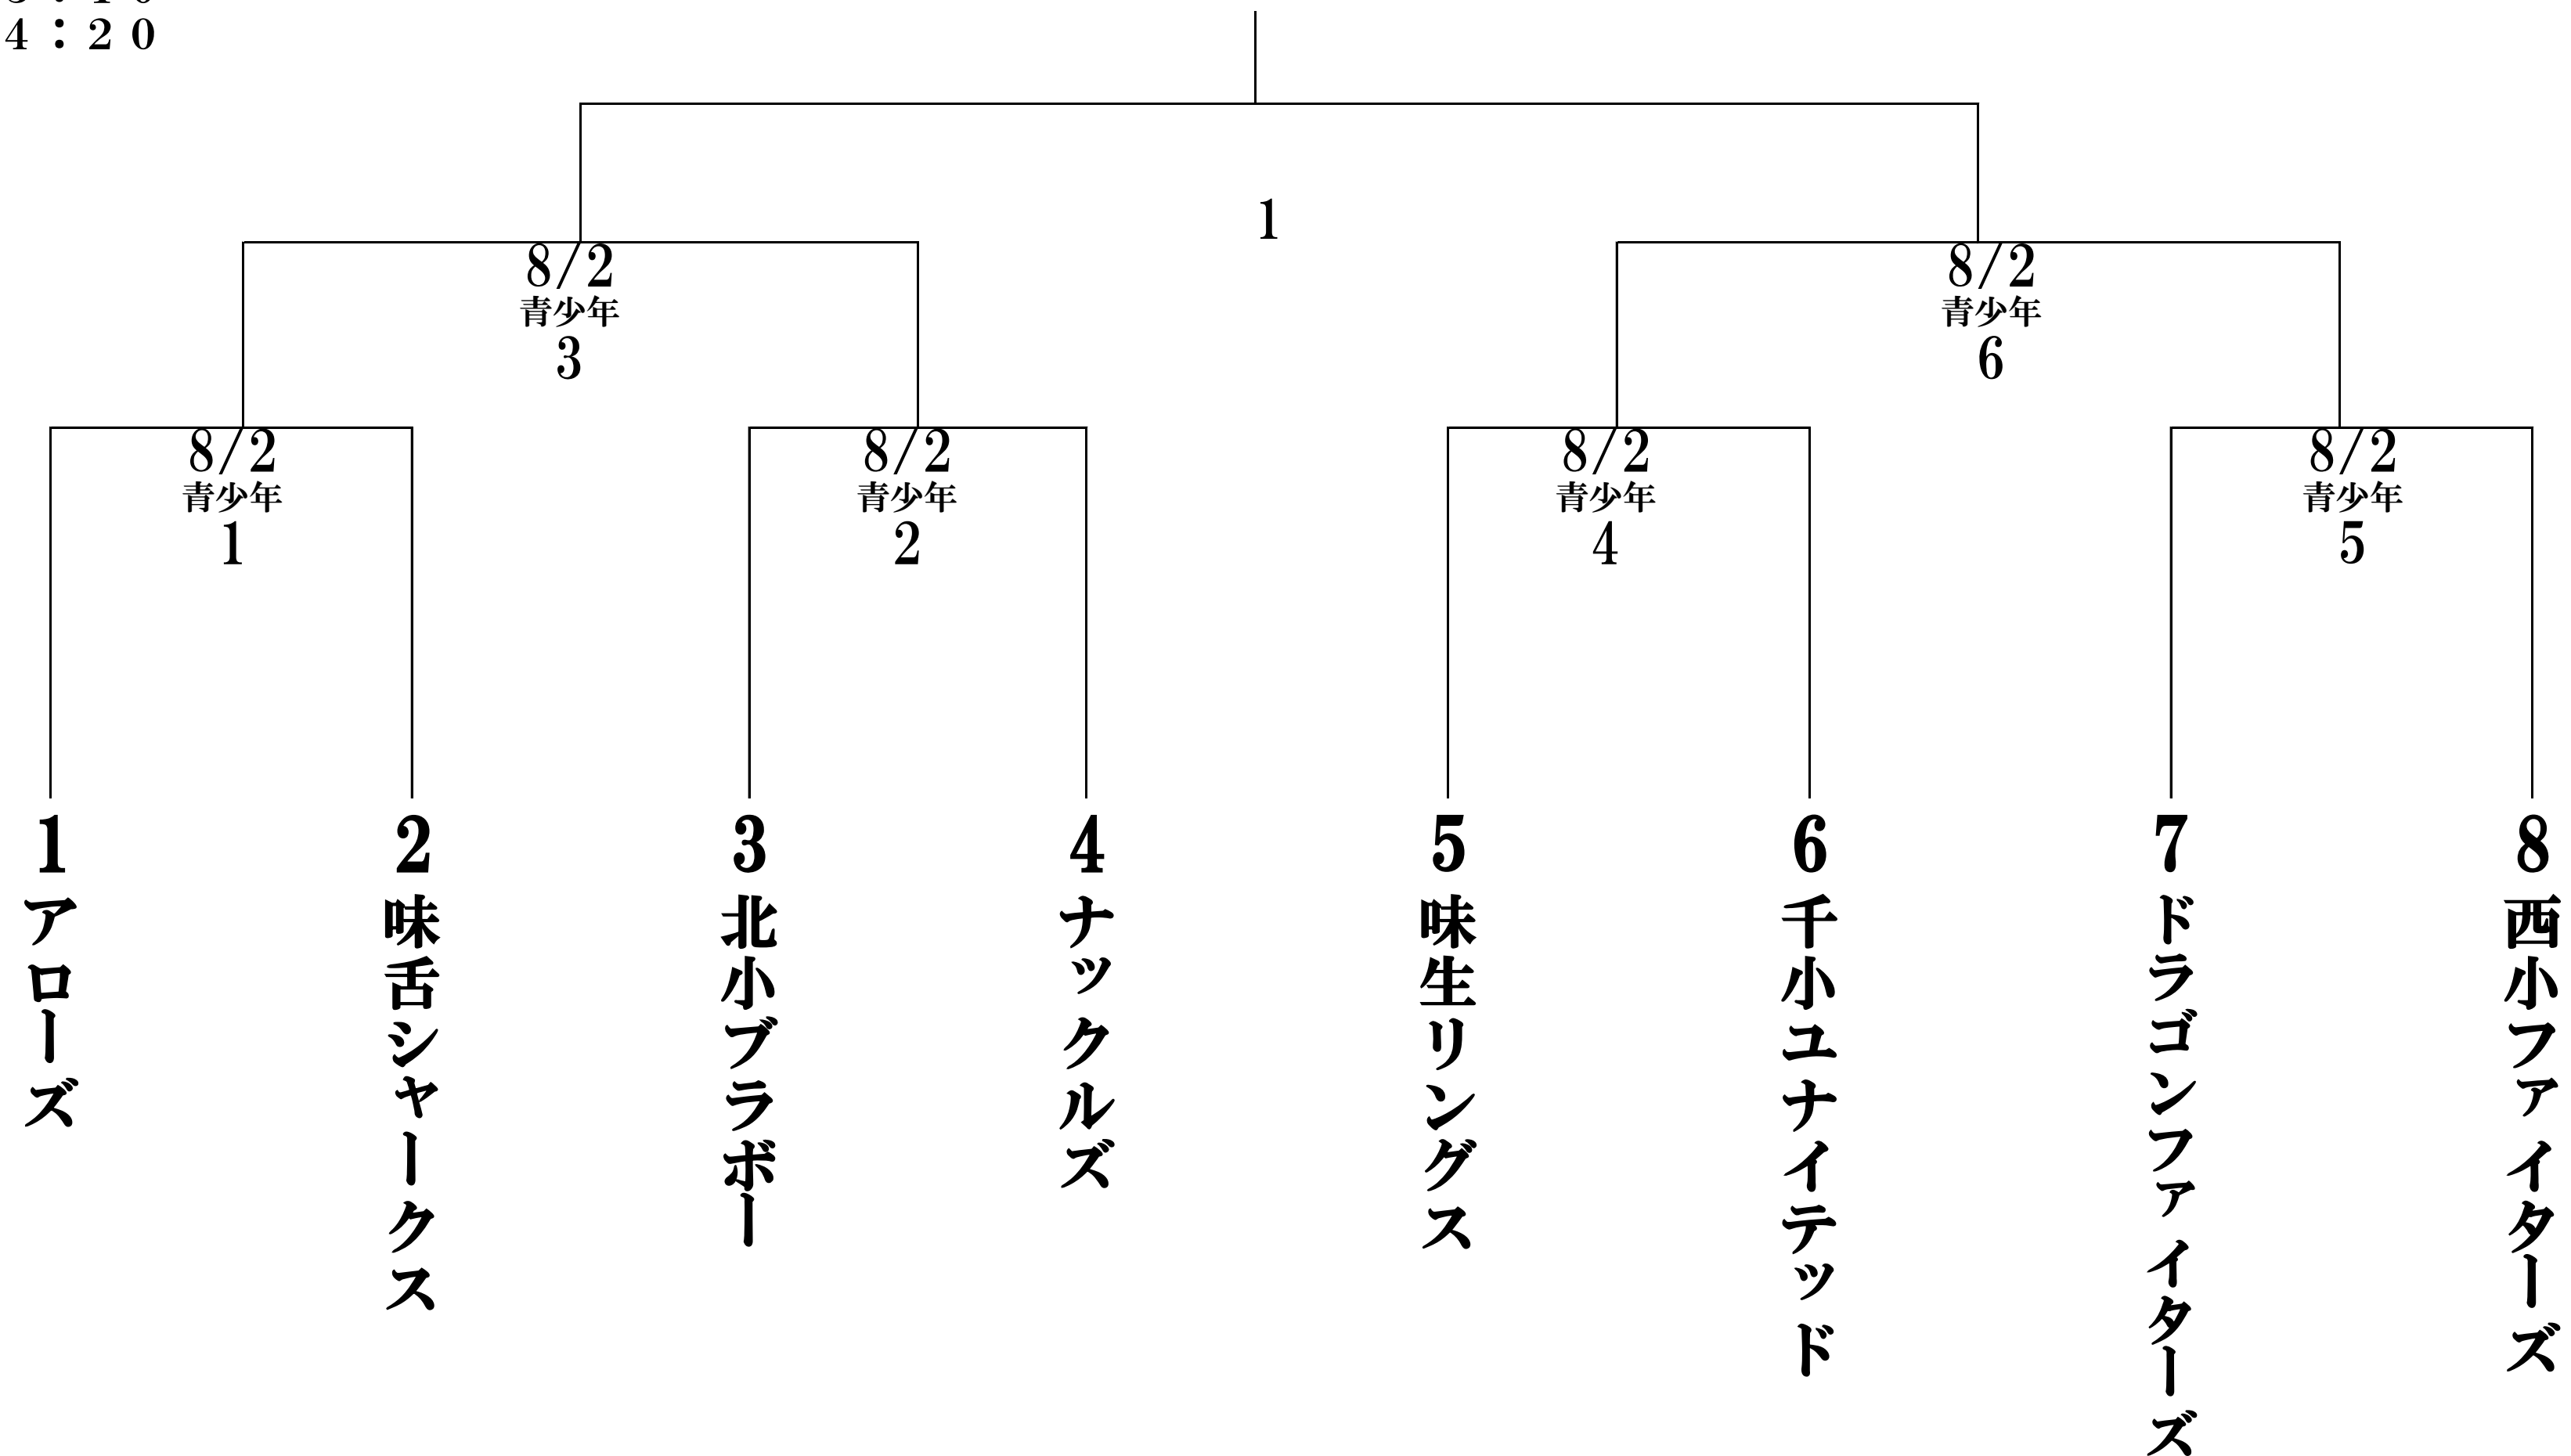 4：20
1
8/2
青少年
3
8/2
青少年
6
8/2
青少年
1
8/2
青少年
2
8/2
青少年
4
8/2
青少年
5
1
アローズ
2
味舌シャークス
3
北小ブラボー
4
ナックルズ
5
味生リングス
6
千小ユナイテッド
7
ドラゴンファイターズ
8
西小ファイターズ